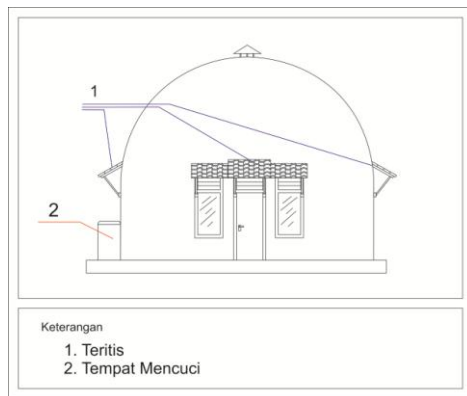 1
2
Keterangan
1. Teritis
2. Tempat Mencuci